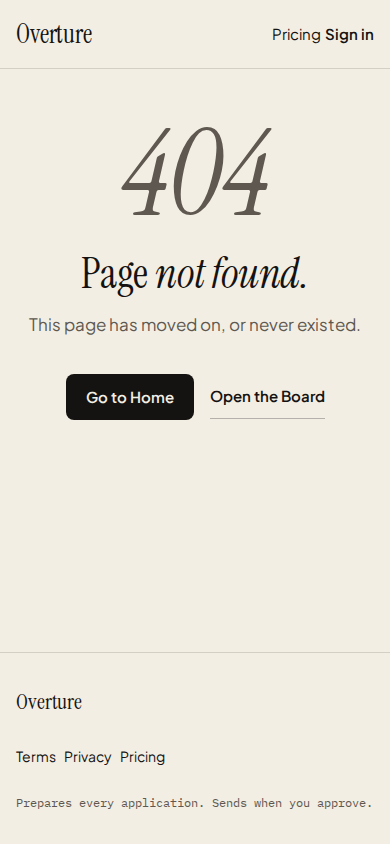 Overture
Pricing Sign in
404
Page not found.
This page has moved on, or never existed.
Go to Home
Open the Board
Overture
Terms Privacy Pricing
Prepares every application. Sends when you approve.